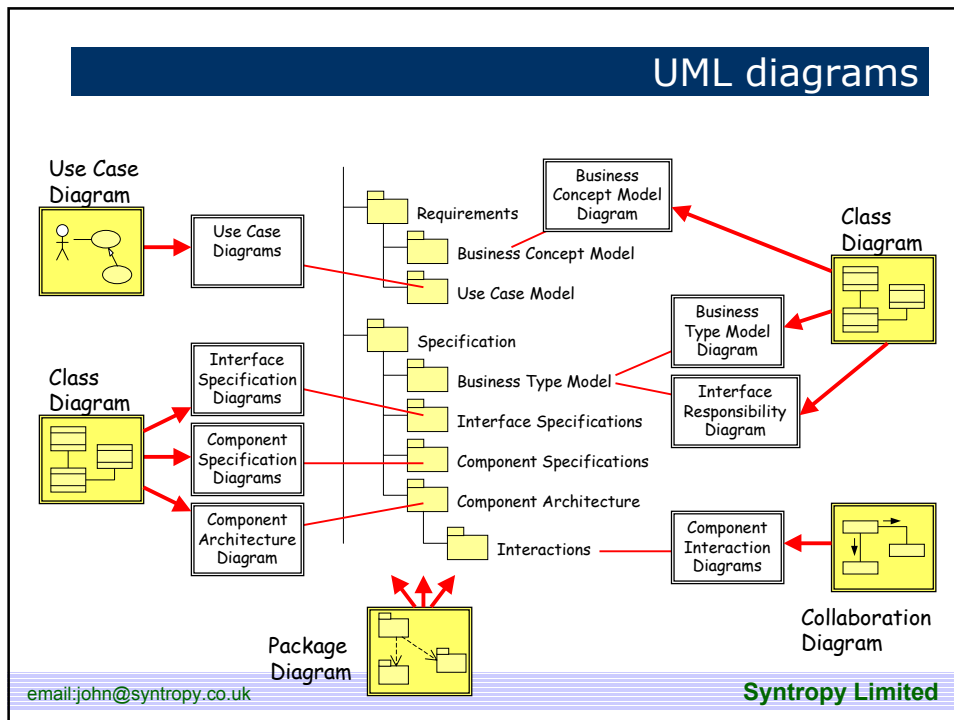 UML diagrams
Use Case
Diagram
Use Case
Diagrams
Requirements
Business Concept Model
Use Case Model
Business
Concept Model
Diagram
Class
Diagram
Class
Diagram
Interface
Specification
Diagrams
Component
Specification
Diagrams
Component
Architecture
Diagram
Specification
Business Type Model
Interface Specifications
Component Specifications
Component Architecture
Interactions
Business
Type Model
Diagram
Interface
Responsibility
Diagram
Component
Interaction
Diagrams
Collaboration
Diagram
Package
Diagram
email:john@syntropy.co.uk
Syntropy Limited